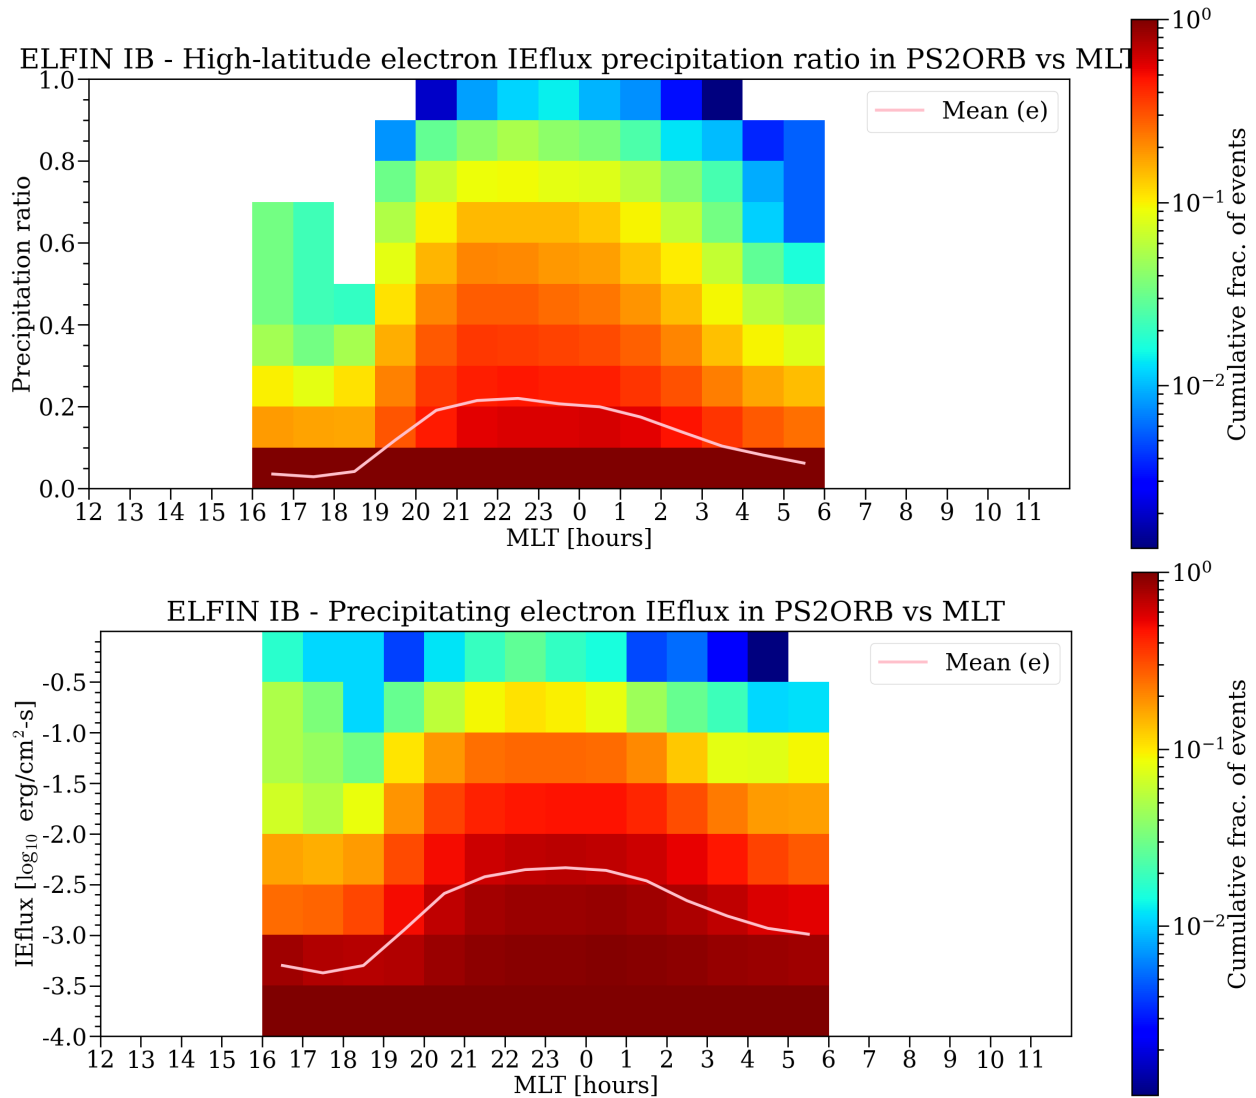 ELFIN IB - High-latitude electron IEflux precipitation ratio in PS2ORB vs MLT
Mean (e)
Precipitation ratio
1.0
0.8
0.6
0.4
0.2
0.0
12 13 14 15 16 17 18 19 20 21 22 23 0 1 2 3 4 5 6 7 8 9 10 11
MLT [hours]
10⁰
10⁻¹
10⁻²
Cumulative frac. of events
ELFIN IB - Precipitating electron IEflux in PS2ORB vs MLT
Mean (e)
IEflux [log₁₀ erg/cm²-s]
-0.5
-1.0
-1.5
-2.0
-2.5
-3.0
-3.5
-4.0
12 13 14 15 16 17 18 19 20 21 22 23 0 1 2 3 4 5 6 7 8 9 10 11
MLT [hours]
10⁰
10⁻¹
10⁻²
Cumulative frac. of events